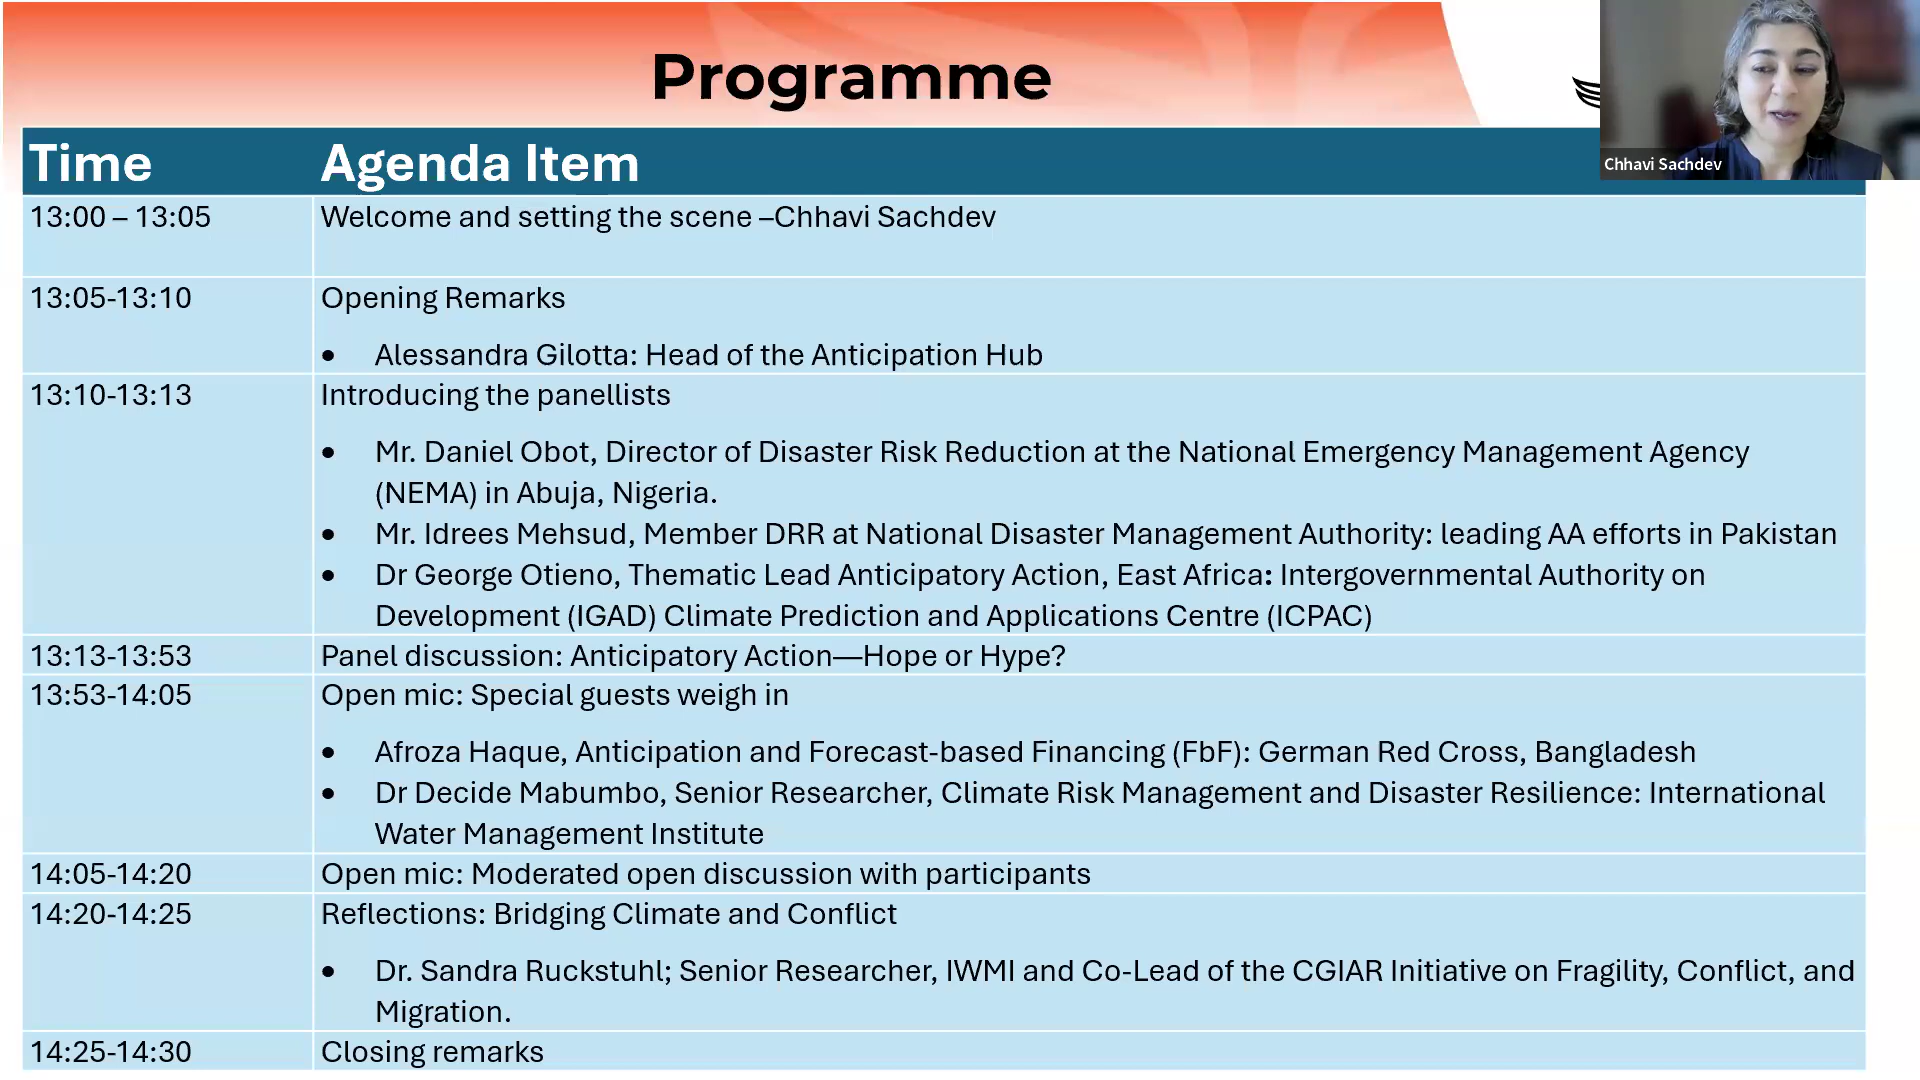 Programme
Chhavi Sachdev
Time Agenda Item
13:00 – 13:05 Welcome and setting the scene –Chhavi Sachdev
13:05-13:10 Opening Remarks
• Alessandra Gilotta: Head of the Anticipation Hub
13:10-13:13 Introducing the panellists
• Mr. Daniel Obot, Director of Disaster Risk Reduction at the National Emergency Management Agency
(NEMA) in Abuja, Nigeria.
• Mr. Idrees Mehsud, Member DRR at National Disaster Management Authority: leading AA efforts in Pakistan
• Dr George Otieno, Thematic Lead Anticipatory Action, East Africa: Intergovernmental Authority on
Development (IGAD) Climate Prediction and Applications Centre (ICPAC)
13:13-13:53 Panel discussion: Anticipatory Action—Hope or Hype?
13:53-14:05 Open mic: Special guests weigh in
• Afroza Haque, Anticipation and Forecast-based Financing (FbF): German Red Cross, Bangladesh
• Dr Decide Mabumbo, Senior Researcher, Climate Risk Management and Disaster Resilience: International
Water Management Institute
14:05-14:20 Open mic: Moderated open discussion with participants
14:20-14:25 Reflections: Bridging Climate and Conflict
• Dr. Sandra Ruckstuhl; Senior Researcher, IWMI and Co-Lead of the CGIAR Initiative on Fragility, Conflict, and
Migration.
14:25-14:30 Closing remarks